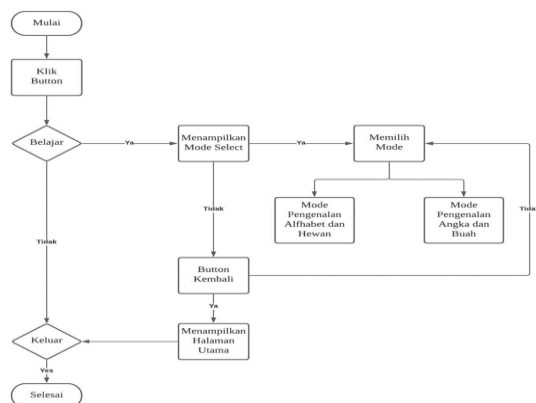 Mulai
Klik
Button
Belajar
Ya
Menampilkan
Mode Select
Ya
Memilih
Mode
Tidak
Mode
Pengenalan
Alfhabet dan
Hewan
Mode
Pengenalan
Angka dan
Buah
Tida
Tidak
Button
Kembali
Ya
Menampilkan
Halaman
Utama
Keluar
Yes
Selesai